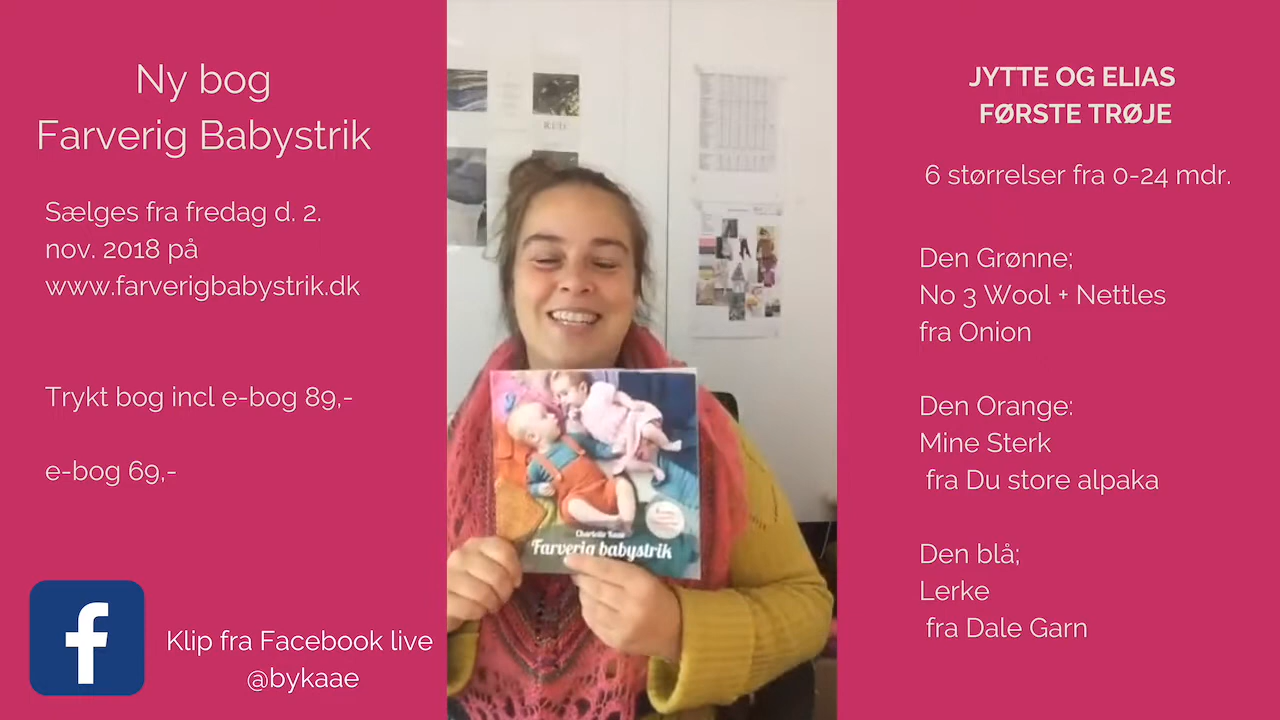 Ny bog
Farverig Babystrik
Sælges fra fredag d. 2.
nov. 2018 på
www.farverigbabystrik.dk
Trykt bog incl e-bog 89,-
e-bog 69,-
Klip fra Facebook live
@bykaae
Charlotte Kaae
Farverig babystrik
JYTTE OG ELIAS
FØRSTE TRØJE
6 størrelser fra 0-24 mdr.
Den Grønne;
No 3 Wool + Nettles
fra Onion
Den Orange:
Mine Sterk
fra Du store alpaka
Den blå;
Lerke
fra Dale Garn